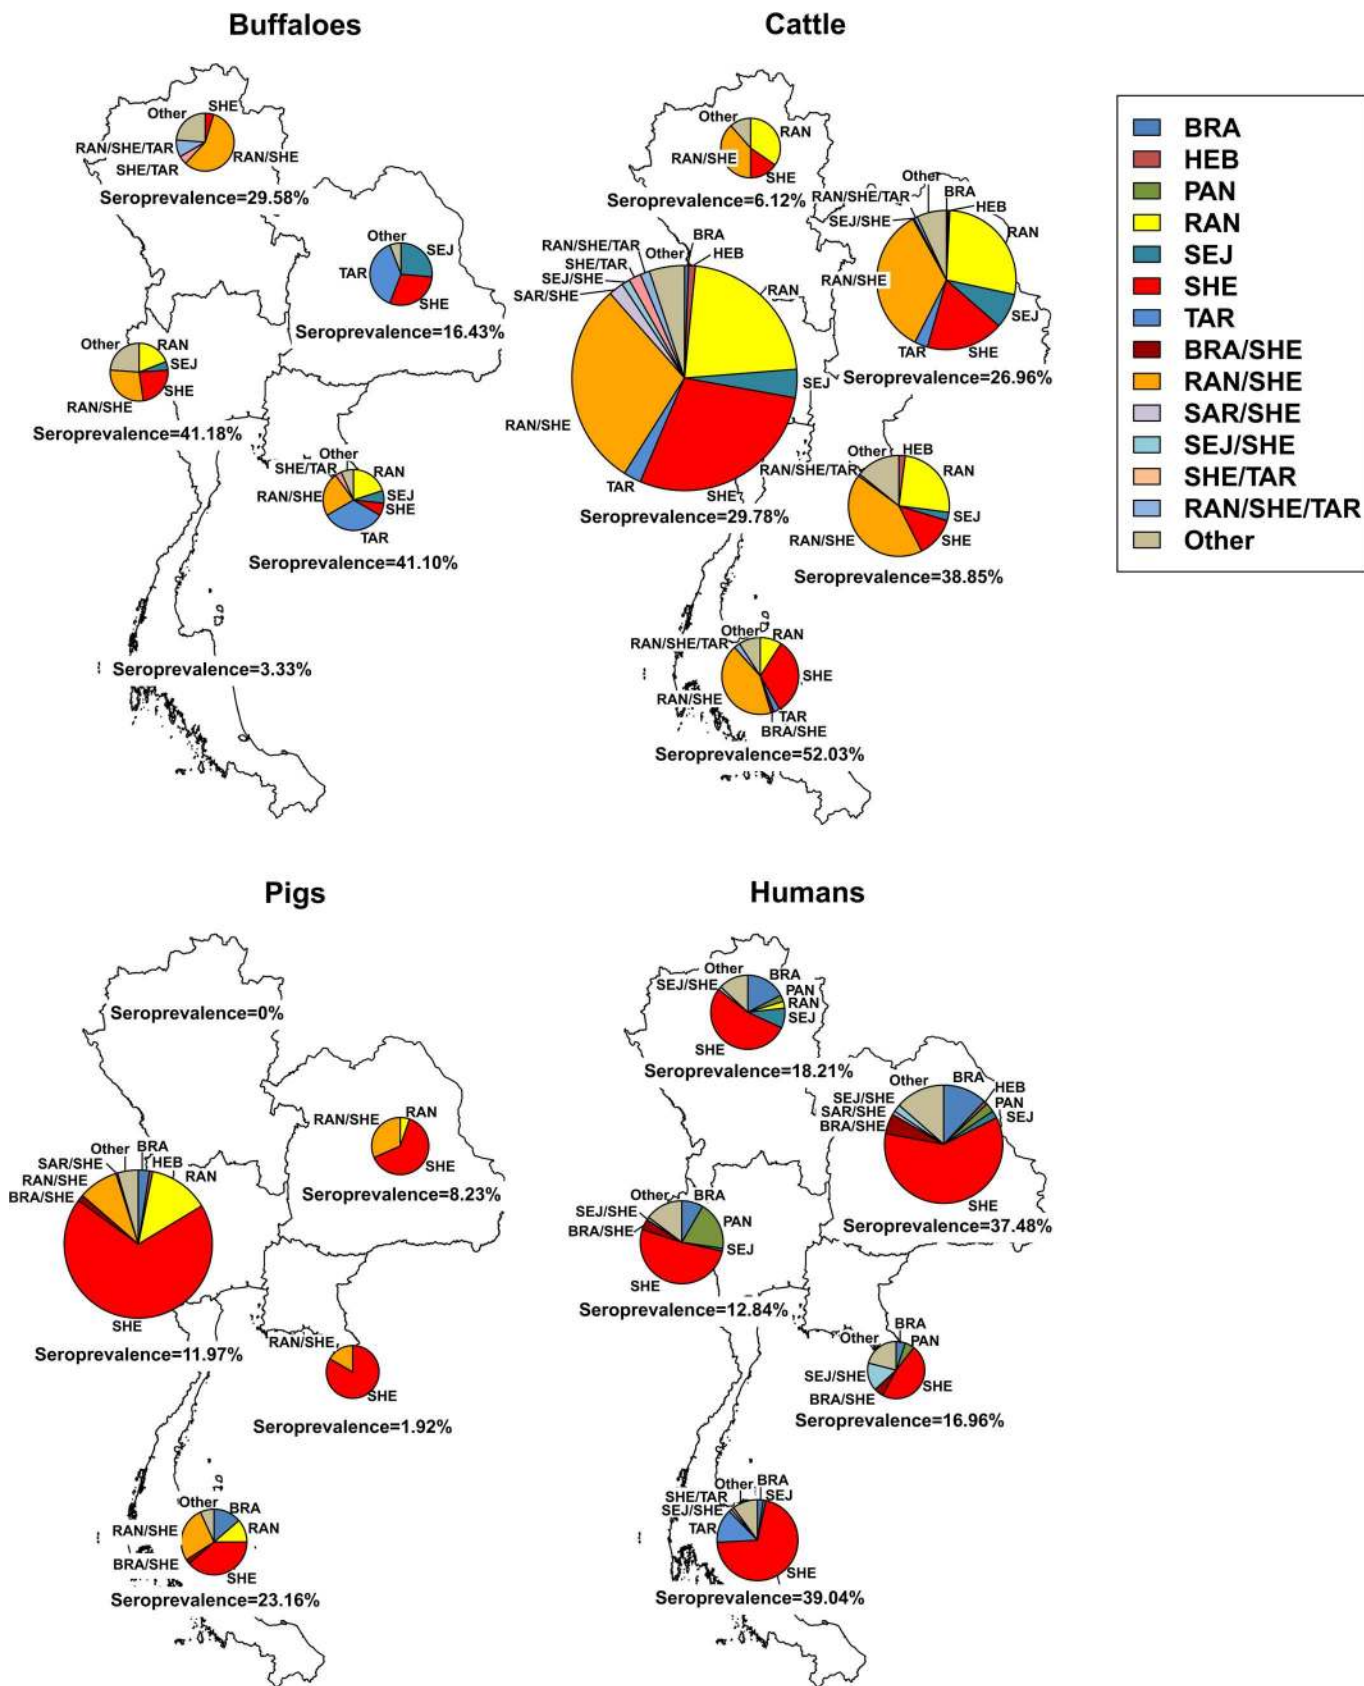 Buffaloes
Other
SHE
RAN/SHE/TAR
RAN/SHE
SHE/TAR
Seroprevalence=29.58%
Other
SEJ
TAR
SHE
Seroprevalence=16.43%
Other
RAN
SEJ
SHE
RAN/SHE
Seroprevalence=41.18%
Other
SHE/TAR
RAN
RAN/SHE
SEJ
SHE
TAR
Seroprevalence=41.10%
Seroprevalence=3.33%
Cattle
Other
RAN
RAN/SHE
SHE
Seroprevalence=6.12%
Other
RAN/SHE/TAR
BRA
HEB
SEJ/SHE
RAN
RAN/SHE
SEJ
TAR
SHE
Seroprevalence=26.96%
BRA
RAN/SHE/TAR
Other
HEB
SHE/TAR
SEJ/SHE
RAN
SAR/SHE
SEJ
RAN/SHE
TAR
SHE
Seroprevalence=29.78%
Other
HEB
RAN/SHE/TAR
RAN
SEJ
RAN/SHE
SHE
Seroprevalence=38.85%
Other
RAN
RAN/SHE/TAR
SHE
RAN/SHE
TAR
BRA/SHE
Seroprevalence=52.03%
BRA
HEB
PAN
RAN
SEJ
SHE
TAR
BRA/SHE
RAN/SHE
SAR/SHE
SEJ/SHE
SHE/TAR
RAN/SHE/TAR
Other
Pigs
Seroprevalence=0%
RAN/SHE
RAN
SHE
Seroprevalence=8.23%
Other
BRA
SAR/SHE
HEB
RAN
RAN/SHE
BRA/SHE
SHE
Seroprevalence=11.97%
RAN/SHE
SHE
Seroprevalence=1.92%
Other
BRA
RAN/SHE
RAN
BRA/SHE
SHE
Seroprevalence=23.16%
Humans
Other
BRA
SEJ/SHE
PAN
RAN
SEJ
SHE
Seroprevalence=18.21%
Other
BRA
HEB
SEJ/SHE
PAN
SAR/SHE
SEJ
BRA/SHE
SHE
Seroprevalence=37.48%
Other
BRA
SEJ/SHE
PAN
BRA/SHE
SEJ
SHE
Seroprevalence=12.84%
BRA
Other
PAN
SEJ/SHE
SHE
BRA/SHE
Seroprevalence=16.96%
Other
BRA
SHE/TAR
SEJ
SEJ/SHE
TAR
SHE
Seroprevalence=39.04%